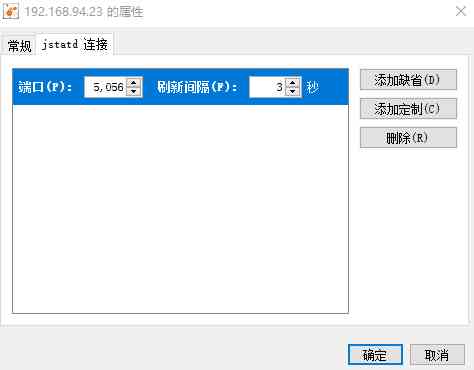 192.168.94.23 的属性
常规 jstatd 连接
端口(P): 5,056 刷新间隔(F): 3 秒
添加缺省(D)
添加定制(C)
删除(R)
确定 取消